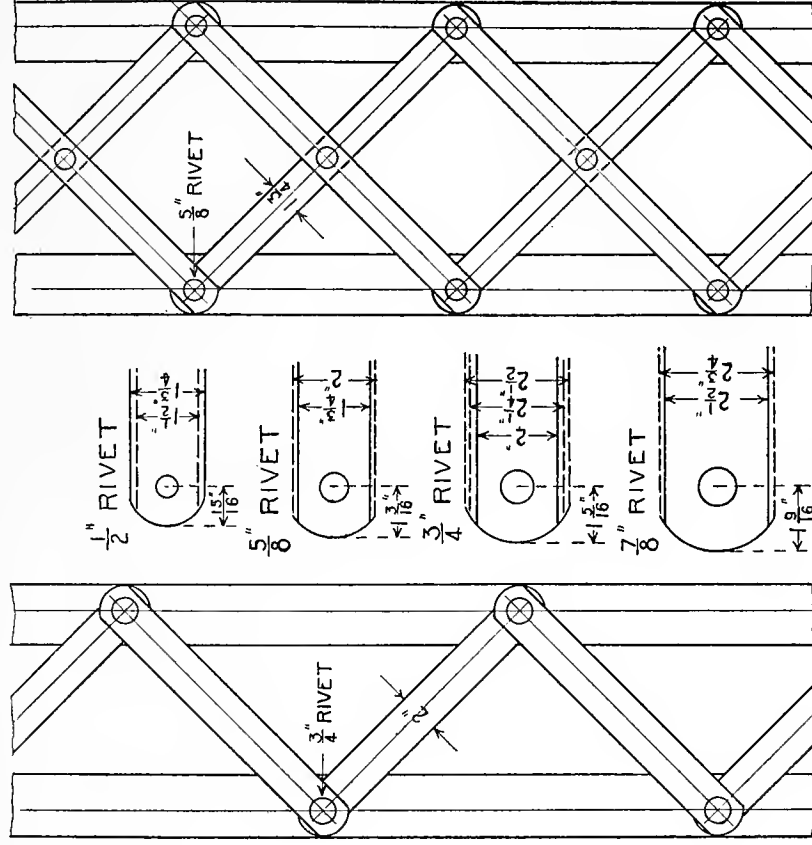 5/8" RIVET
1 3/4"
1/2" RIVET
1 3/4"
1 1/2"
15/16"
5/8" RIVET
2"
1 3/4"
1 3/16"
3/4" RIVET
2 1/2"
2 1/4"
2"
1 5/16"
7/8" RIVET
2 3/4"
2 1/2"
1 9/16"
3/4" RIVET
2"